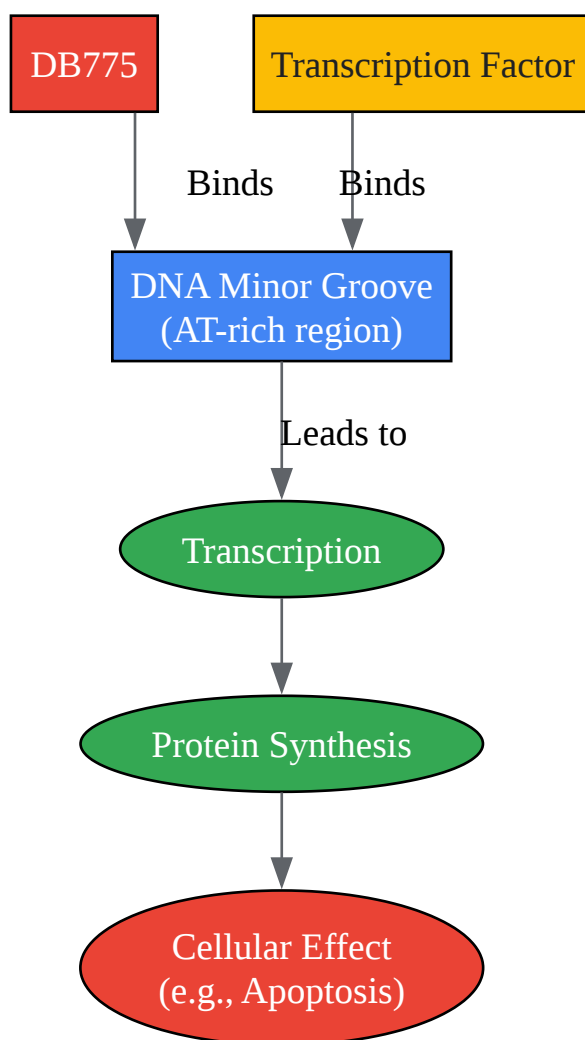 DB775
Transcription Factor
Binds
Binds
DNA Minor Groove
(AT-rich region)
Leads to
Transcription
Protein Synthesis
Cellular Effect
(e.g., Apoptosis)